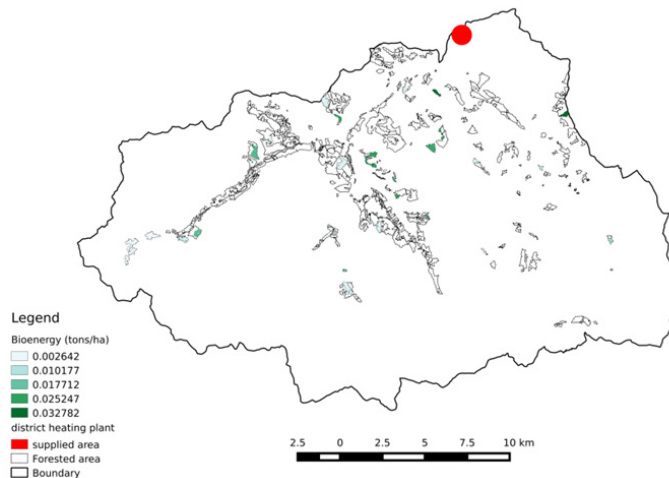 Legend
Bioenergy (tons/ha)
0.002642
0.010177
0.017712
0.025247
0.032782
district heating plant
supplied area
Forested area
Boundary
2.5 0 2.5 5 7.5 10 km